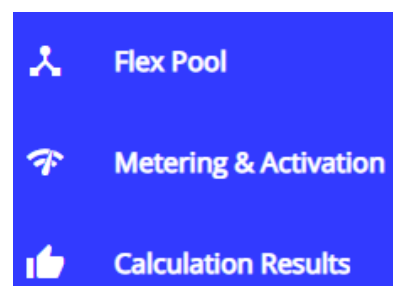 Flex Pool
Metering & Activation
Calculation Results